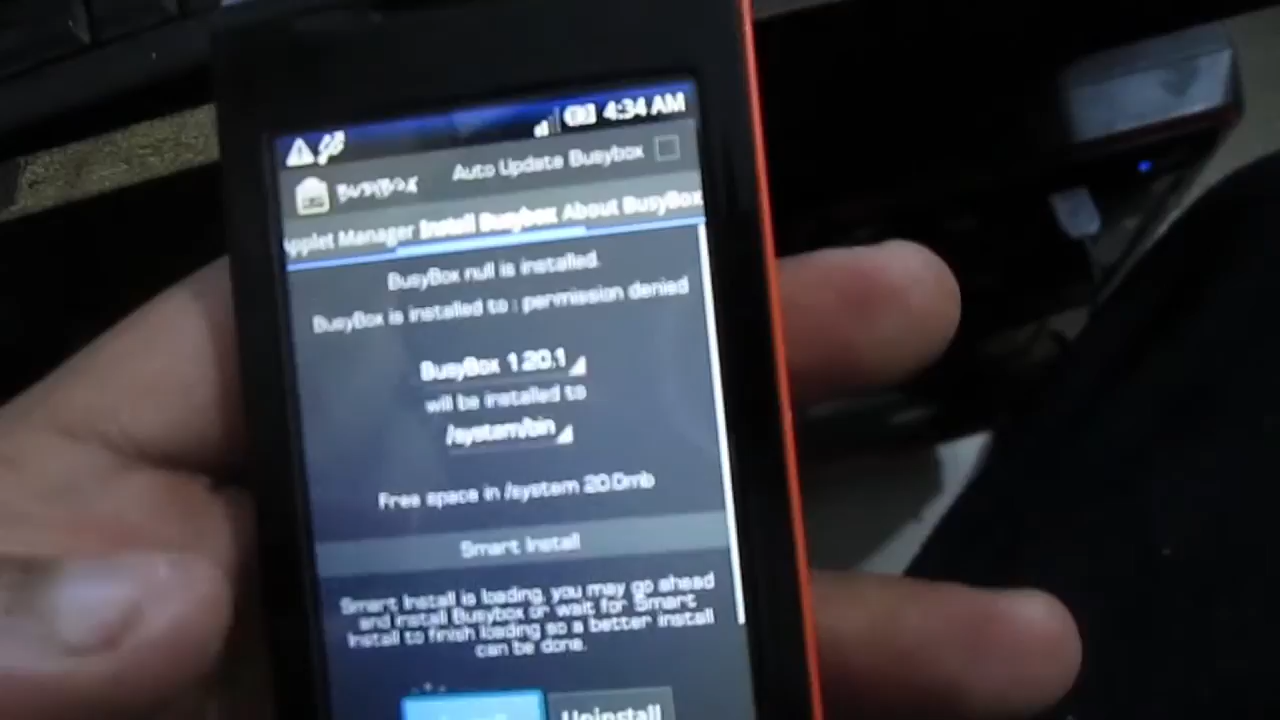 4:34 AM
BUSYBOX Auto Update Busybox
pplet Manager Install Busybox About BusyBox
BusyBox null is installed.
BusyBox is installed to : permission denied
BusyBox 1.20.1
will be installed to
/system/bin
Free space in /system 20.0mb
Smart Install
Smart Install is loading, you may go ahead
and install Busybox or wait for Smart
Install to finish loading so a better install
can be done.
Uninstall